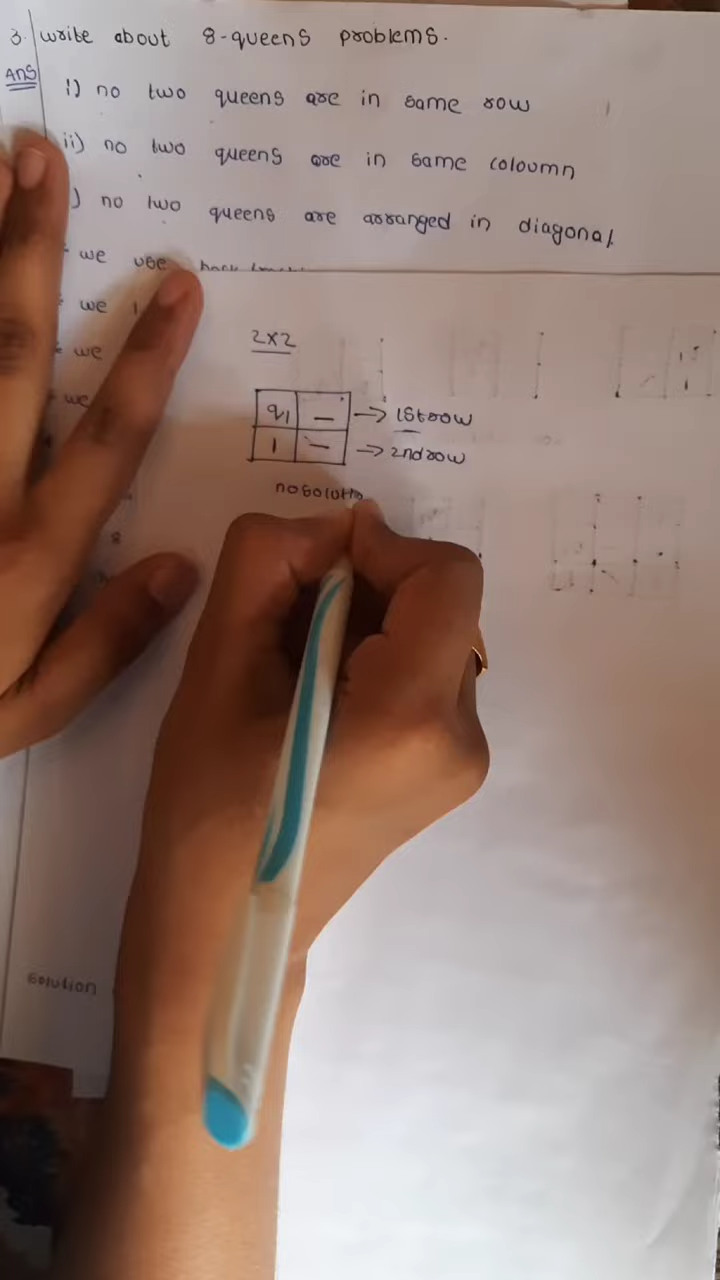 3. write about 8-queens problems.
Ans
i) no two queens are in same row
ii) no two queens are in same coloumn
) no two queens are arranged in diagonal
we use
we
we
we
2x2
q1 — → 1st row
1 — → 2nd row
no solutio
solution